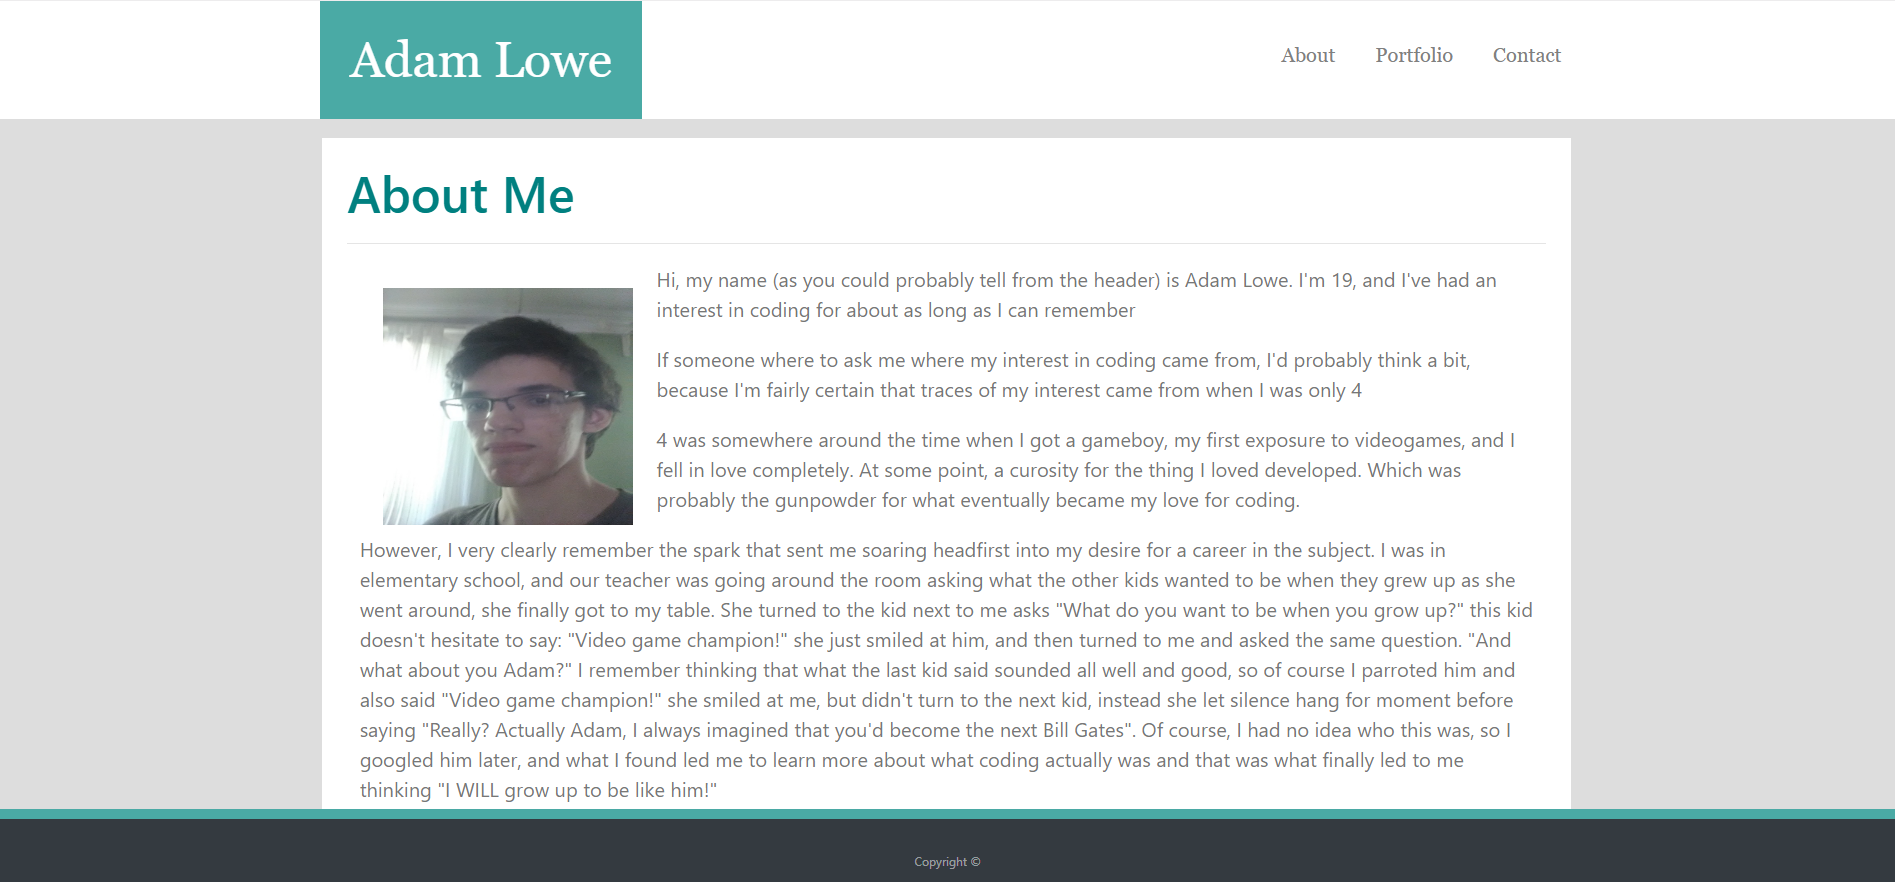 Adam Lowe
About Portfolio Contact
About Me
Hi, my name (as you could probably tell from the header) is Adam Lowe. I'm 19, and I've had an
interest in coding for about as long as I can remember
If someone where to ask me where my interest in coding came from, I'd probably think a bit,
because I'm fairly certain that traces of my interest came from when I was only 4
4 was somewhere around the time when I got a gameboy, my first exposure to videogames, and I
fell in love completely. At some point, a curosity for the thing I loved developed. Which was
probably the gunpowder for what eventually became my love for coding.
However, I very clearly remember the spark that sent me soaring headfirst into my desire for a career in the subject. I was in
elementary school, and our teacher was going around the room asking what the other kids wanted to be when they grew up as she
went around, she finally got to my table. She turned to the kid next to me asks "What do you want to be when you grow up?" this kid
doesn't hesitate to say: "Video game champion!" she just smiled at him, and then turned to me and asked the same question. "And
what about you Adam?" I remember thinking that what the last kid said sounded all well and good, so of course I parroted him and
also said "Video game champion!" she smiled at me, but didn't turn to the next kid, instead she let silence hang for moment before
saying "Really? Actually Adam, I always imagined that you'd become the next Bill Gates". Of course, I had no idea who this was, so I
googled him later, and what I found led me to learn more about what coding actually was and that was what finally led to me
thinking "I WILL grow up to be like him!"
Copyright ©